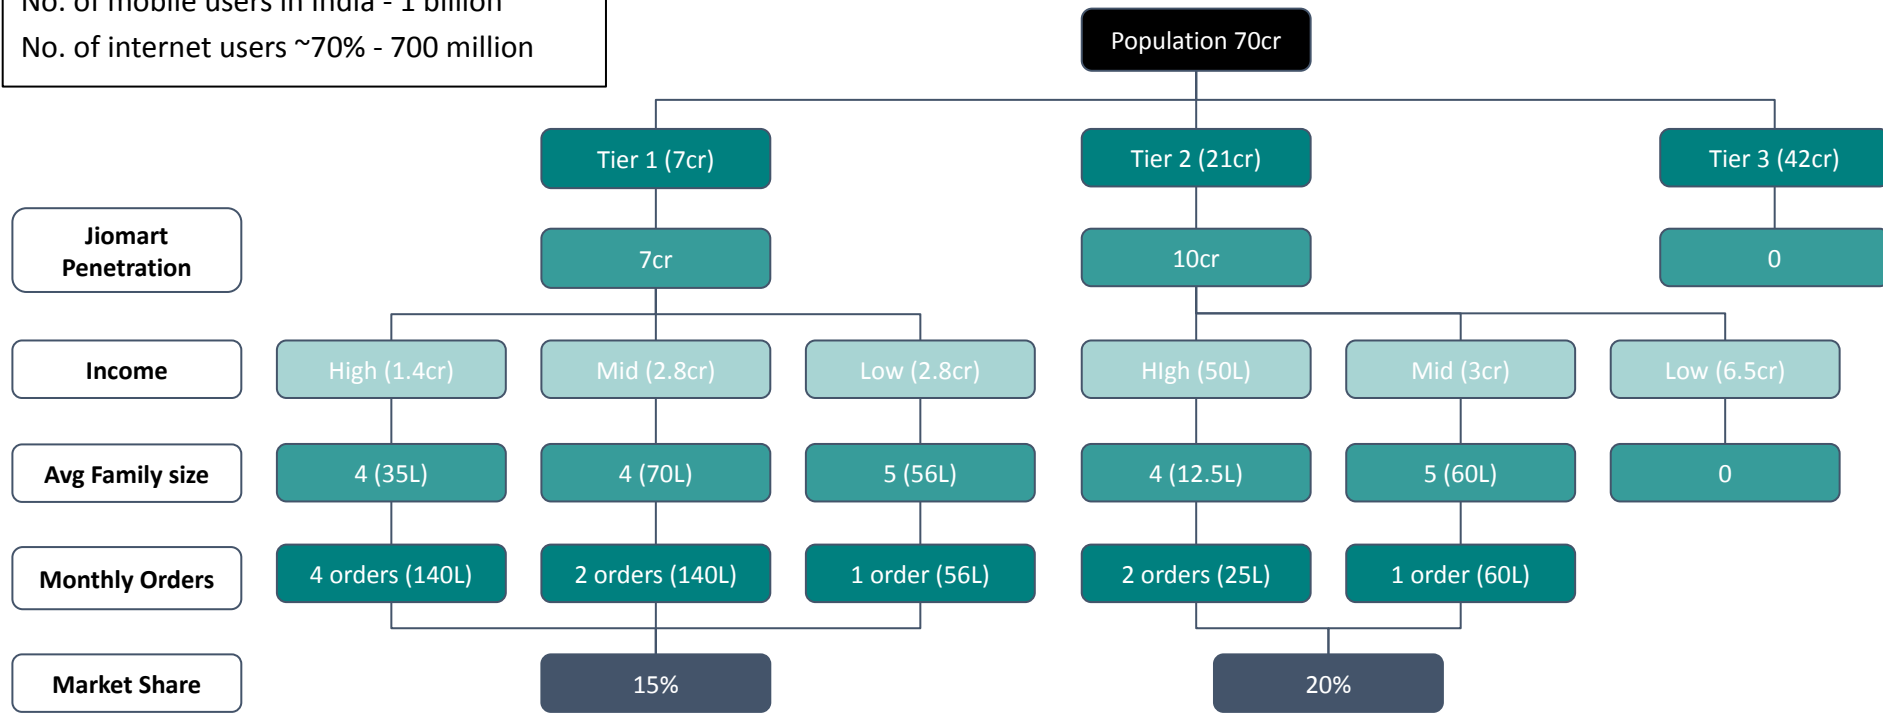 No. of mobile users in India - 1 billion
No. of internet users ~70% - 700 million
Population 70cr
Tier 1 (7cr)
Tier 2 (21cr)
Tier 3 (42cr)
Jiomart
Penetration
7cr
10cr
0
Income
High (1.4cr)
Mid (2.8cr)
Low (2.8cr)
HIgh (50L)
Mid (3cr)
Low (6.5cr)
Avg Family size
4 (35L)
4 (70L)
5 (56L)
4 (12.5L)
5 (60L)
0
Monthly Orders
4 orders (140L)
2 orders (140L)
1 order (56L)
2 orders (25L)
1 order (60L)
Market Share
15%
20%